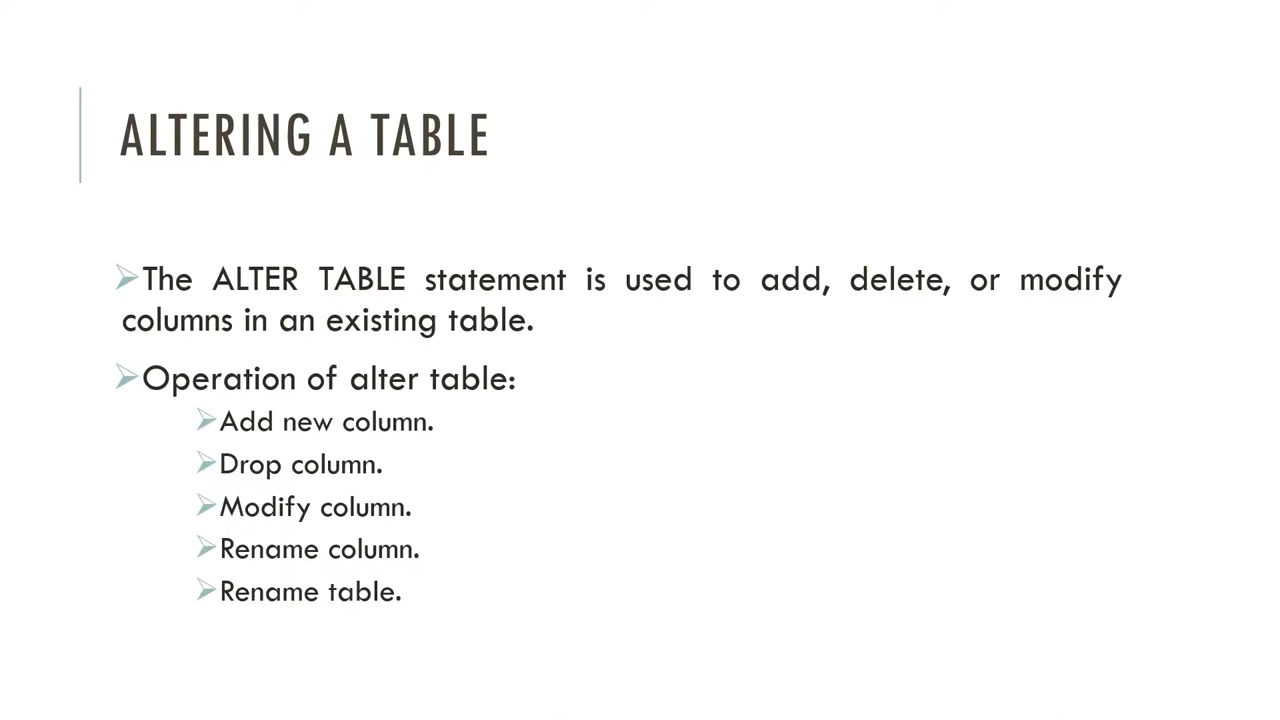 ALTERING A TABLE
The ALTER TABLE statement is used to add, delete, or modify
columns in an existing table.
Operation of alter table:
Add new column.
Drop column.
Modify column.
Rename column.
Rename table.